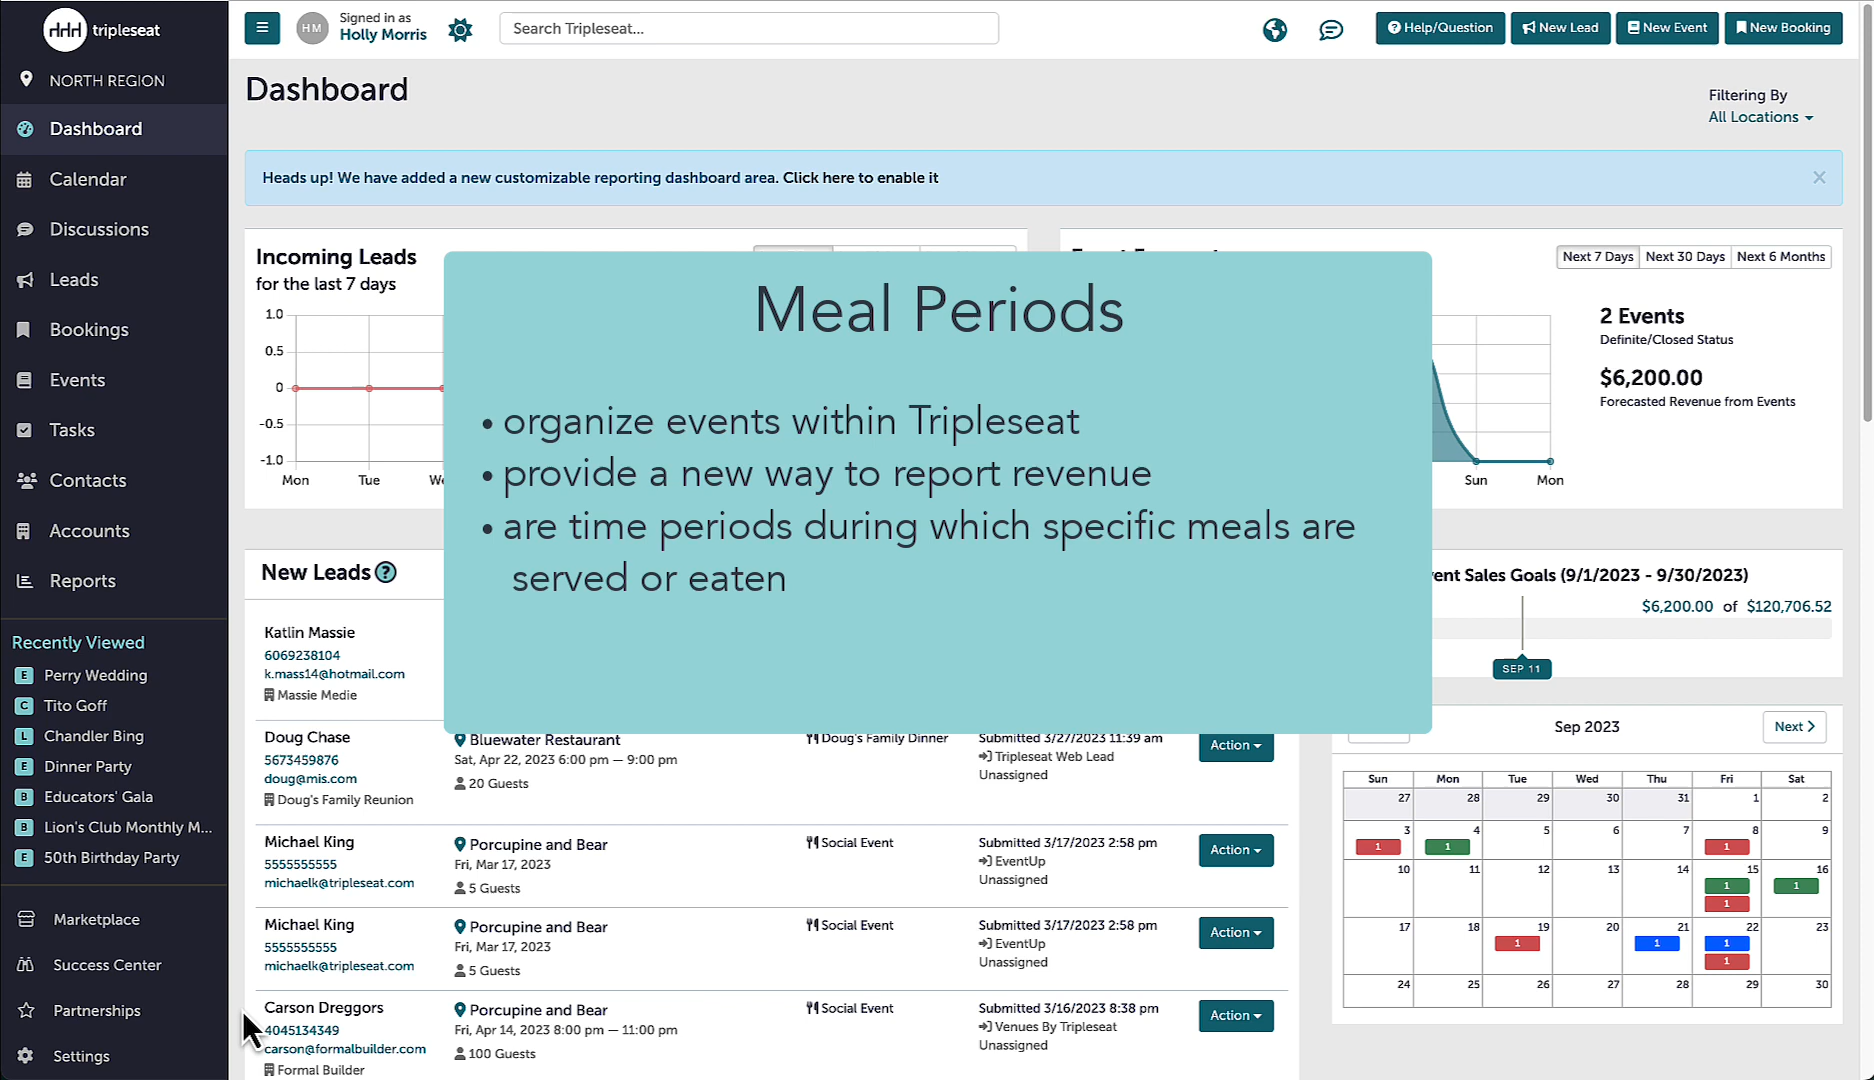 tripleseat
NORTH REGION
Dashboard
Calendar
Discussions
Leads
Bookings
Events
Tasks
Contacts
Accounts
Reports
Recently Viewed
E Perry Wedding
C Tito Goff
L Chandler Bing
E Dinner Party
B Educators' Gala
B Lion's Club Monthly M...
E 50th Birthday Party
Marketplace
Success Center
Partnerships
Settings
HM
Signed in as
Holly Morris
Search Tripleseat...
Help/Question
New Lead
New Event
New Booking
Dashboard
Filtering By
All Locations
Heads up! We have added a new customizable reporting dashboard area. Click here to enable it
×
Incoming Leads
for the last 7 days
1.0
0.5
0
-0.5
-1.0
Mon Tue We
Meal Periods
• organize events within Tripleseat
• provide a new way to report revenue
• are time periods during which specific meals are
served or eaten
Next 7 Days Next 30 Days Next 6 Months
2 Events
Definite/Closed Status
$6,200.00
Forecasted Revenue from Events
Sun Mon
ent Sales Goals (9/1/2023 - 9/30/2023)
$6,200.00 of $120,706.52
SEP 11
New Leads ?
Katlin Massie
6069238104
k.mass14@hotmail.com
Massie Medie
Doug Chase
5673459876
doug@mis.com
Doug's Family Reunion
Bluewater Restaurant
Sat, Apr 22, 2023 6:00 pm — 9:00 pm
20 Guests
Doug's Family Dinner
Submitted 3/27/2023 11:39 am
Tripleseat Web Lead
Unassigned
Action
Michael King
5555555555
michaelk@tripleseat.com
Porcupine and Bear
Fri, Mar 17, 2023
5 Guests
Social Event
Submitted 3/17/2023 2:58 pm
EventUp
Unassigned
Action
Michael King
5555555555
michaelk@tripleseat.com
Porcupine and Bear
Fri, Mar 17, 2023
5 Guests
Social Event
Submitted 3/17/2023 2:58 pm
EventUp
Unassigned
Action
Carson Dreggors
4045134349
carson@formalbuilder.com
Formal Builder
Porcupine and Bear
Fri, Apr 14, 2023 8:00 pm — 11:00 pm
100 Guests
Social Event
Submitted 3/16/2023 8:38 pm
Venues By Tripleseat
Unassigned
Action
Sep 2023
Next
Sun Mon Tue Wed Thu Fri Sat
27 28 29 30 31 1 2
3 4 5 6 7 8 9
1 1 1
10 11 12 13 14 15 16
1 1
1
17 18 19 20 21 22 23
1 1 1
1
24 25 26 27 28 29 30